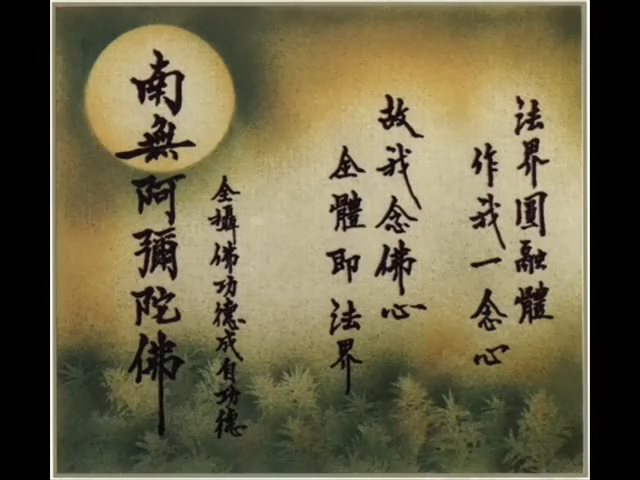 法界圓融體
作我一念心
故我念佛心
全體即法界
全攝佛功德成自功德
南無阿彌陀佛